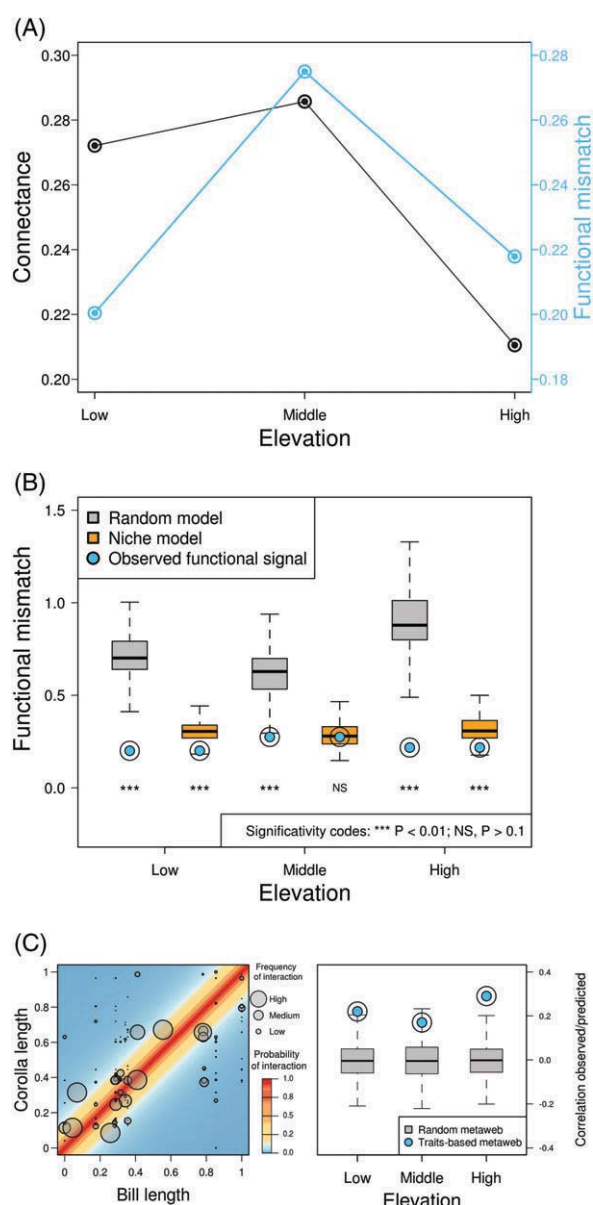 (A)
0.30
0.28
0.26
0.24
0.22
0.20
Connectance
0.28
0.26
0.24
0.22
0.20
0.18
Functional mismatch
Low Middle High
Elevation
(B)
1.5
1.0
0.5
0.0
Functional mismatch
Random model
Niche model
Observed functional signal
*** *** *** NS *** ***
Significativity codes: *** P < 0.01; NS, P > 0.1
Low Middle High
Elevation
(C)
1
0.8
0.6
0.4
0.2
0
Corolla length
0 0.2 0.4 0.6 0.8 1
Bill length
Frequency
of interaction
High
Medium
Low
Probability
of interaction
1.0
0.8
0.5
0.2
0.0
0.4
0.2
0.0
-0.2
-0.4
Correlation observed/predicted
Random metaweb
Traits-based metaweb
Low Middle High
Elevation